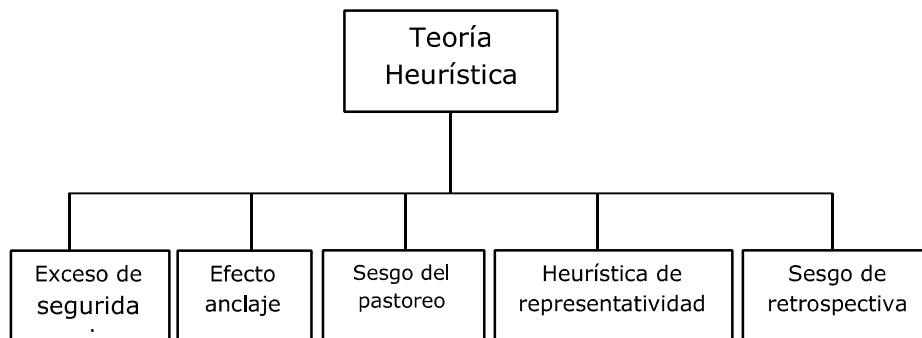 Teoría
Heurística
Exceso de
segurida
Efecto
anclaje
Sesgo del
pastoreo
Heurística de
representatividad
Sesgo de
retrospectiva